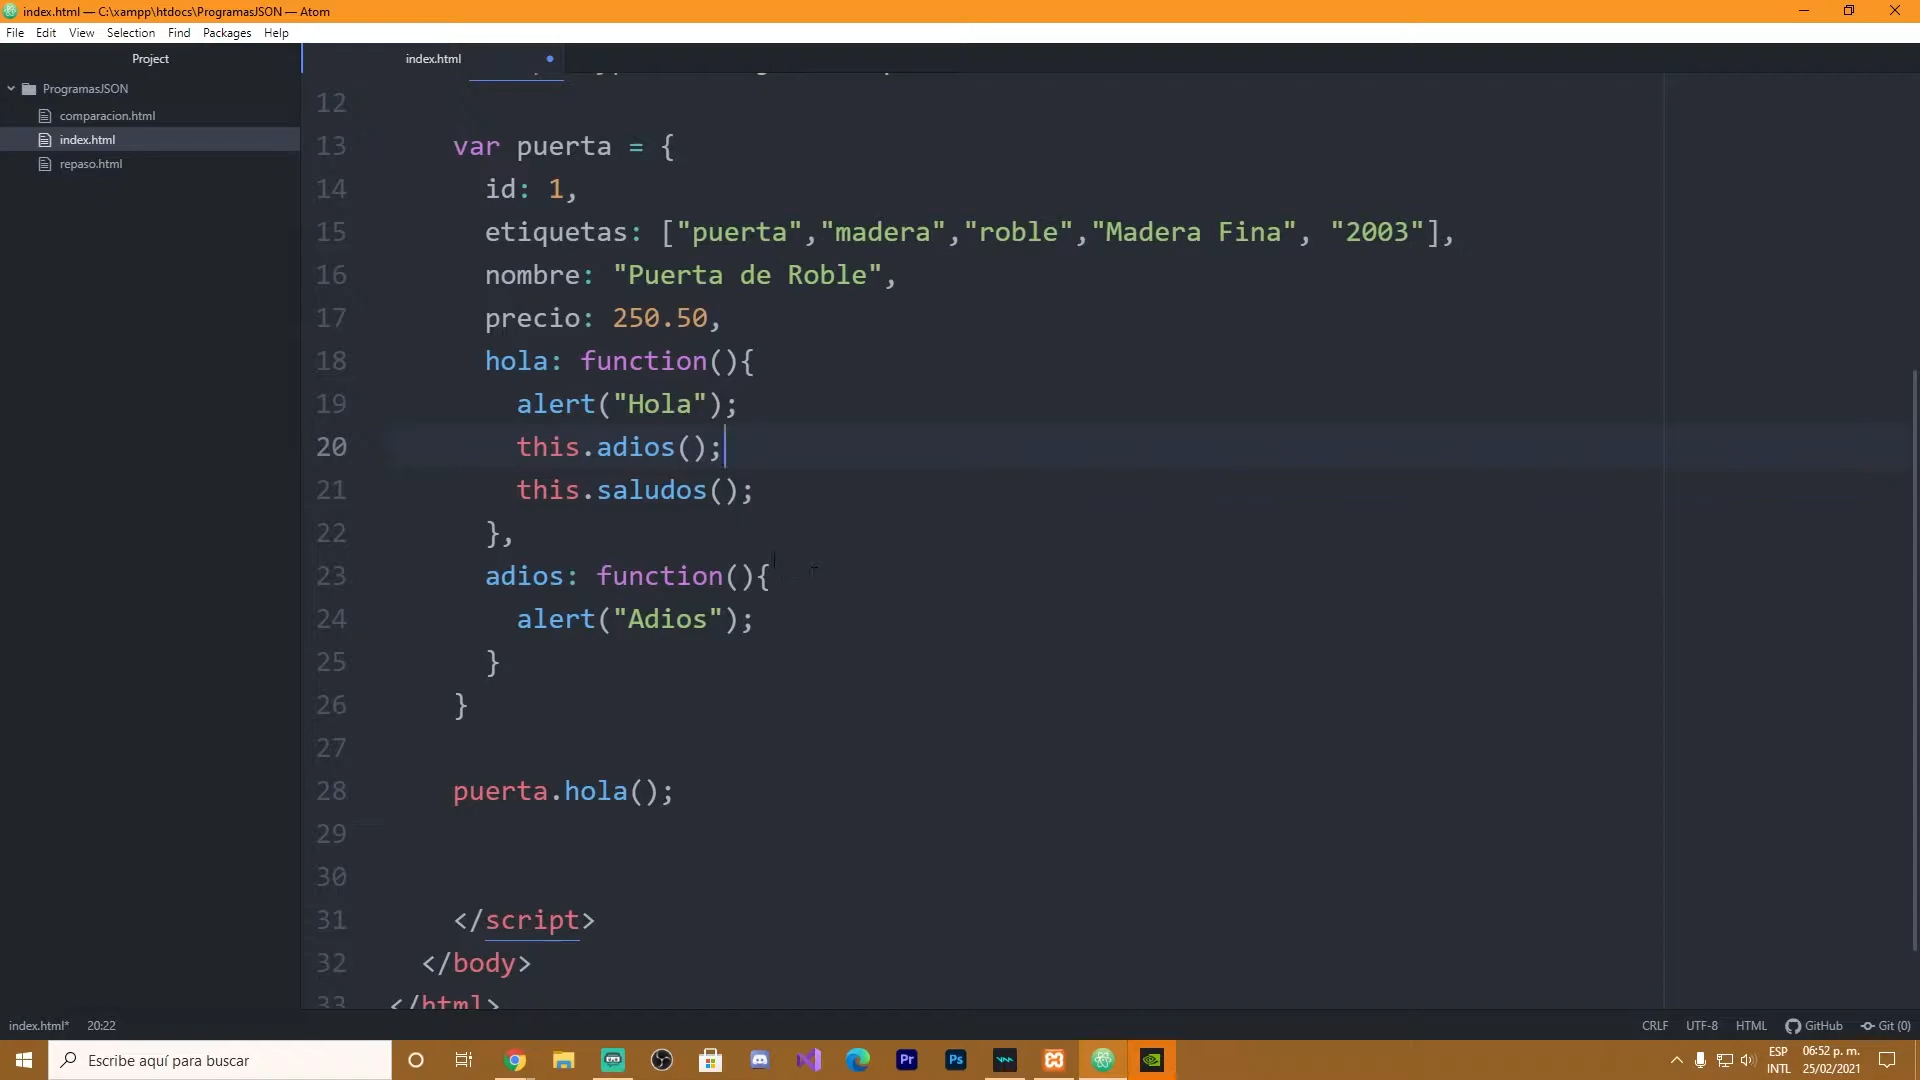 index.html — C:\xampp\htdocs\ProgramasJSON — Atom
File Edit View Selection Find Packages Help
Project
index.html
ProgramasJSON
comparacion.html
index.html
repaso.html
12
13 var puerta = {
14 id: 1,
15 etiquetas: ["puerta","madera","roble","Madera Fina", "2003"],
16 nombre: "Puerta de Roble",
17 precio: 250.50,
18 hola: function(){
19 alert("Hola");
20 this.adios();
21 this.saludos();
22 },
23 adios: function(){
24 alert("Adios");
25 }
26 }
27
28 puerta.hola();
29
30
31 </script>
32 </body>
33 </html>
index.html* 20:22 CRLF UTF-8 HTML GitHub Git (0)
Escribe aquí para buscar
Pr
Ps
ESP
INTL
06:52 p. m.
25/02/2021